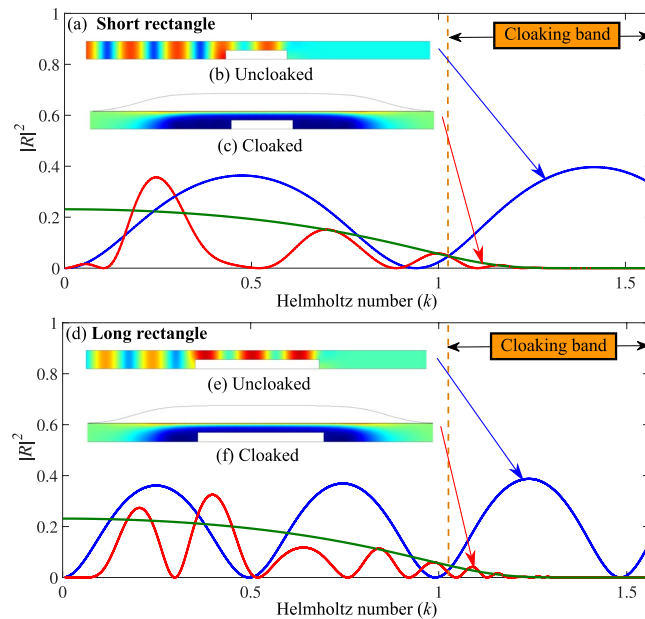 (a) Short rectangle
Cloaking band
(b) Uncloaked
(c) Cloaked
|R|²
1
0.8
0.6
0.4
0.2
0
0 0.5 1 1.5
Helmholtz number (k)
(d) Long rectangle
Cloaking band
(e) Uncloaked
(f) Cloaked
|R|²
1
0.8
0.6
0.4
0.2
0
0 0.5 1 1.5
Helmholtz number (k)